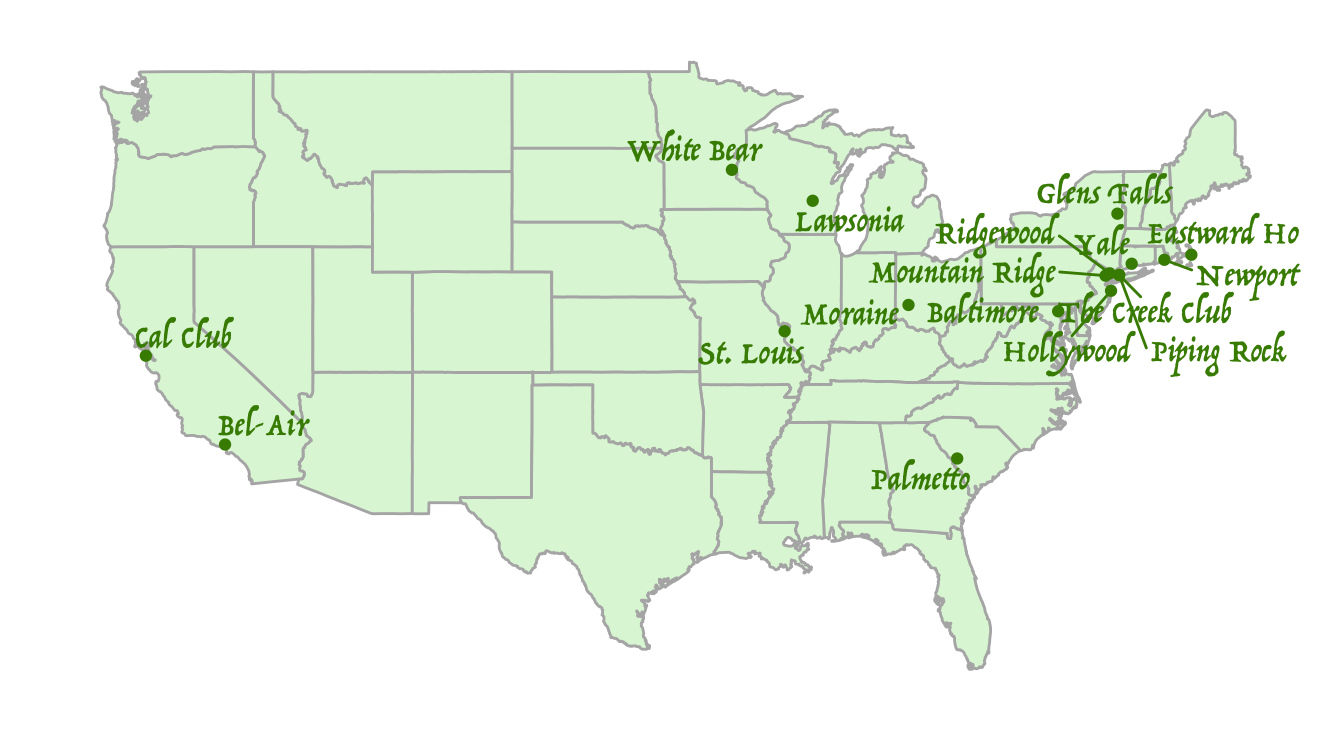 White Bear
Glens Falls
Lawsonia
Ridgewood
Yale
Eastward Ho
Mountain Ridge
Newport
Moraine
Baltimore
The Creek Club
Cal Club
St. Louis
Hollywood
Piping Rock
Bel-Air
Palmetto